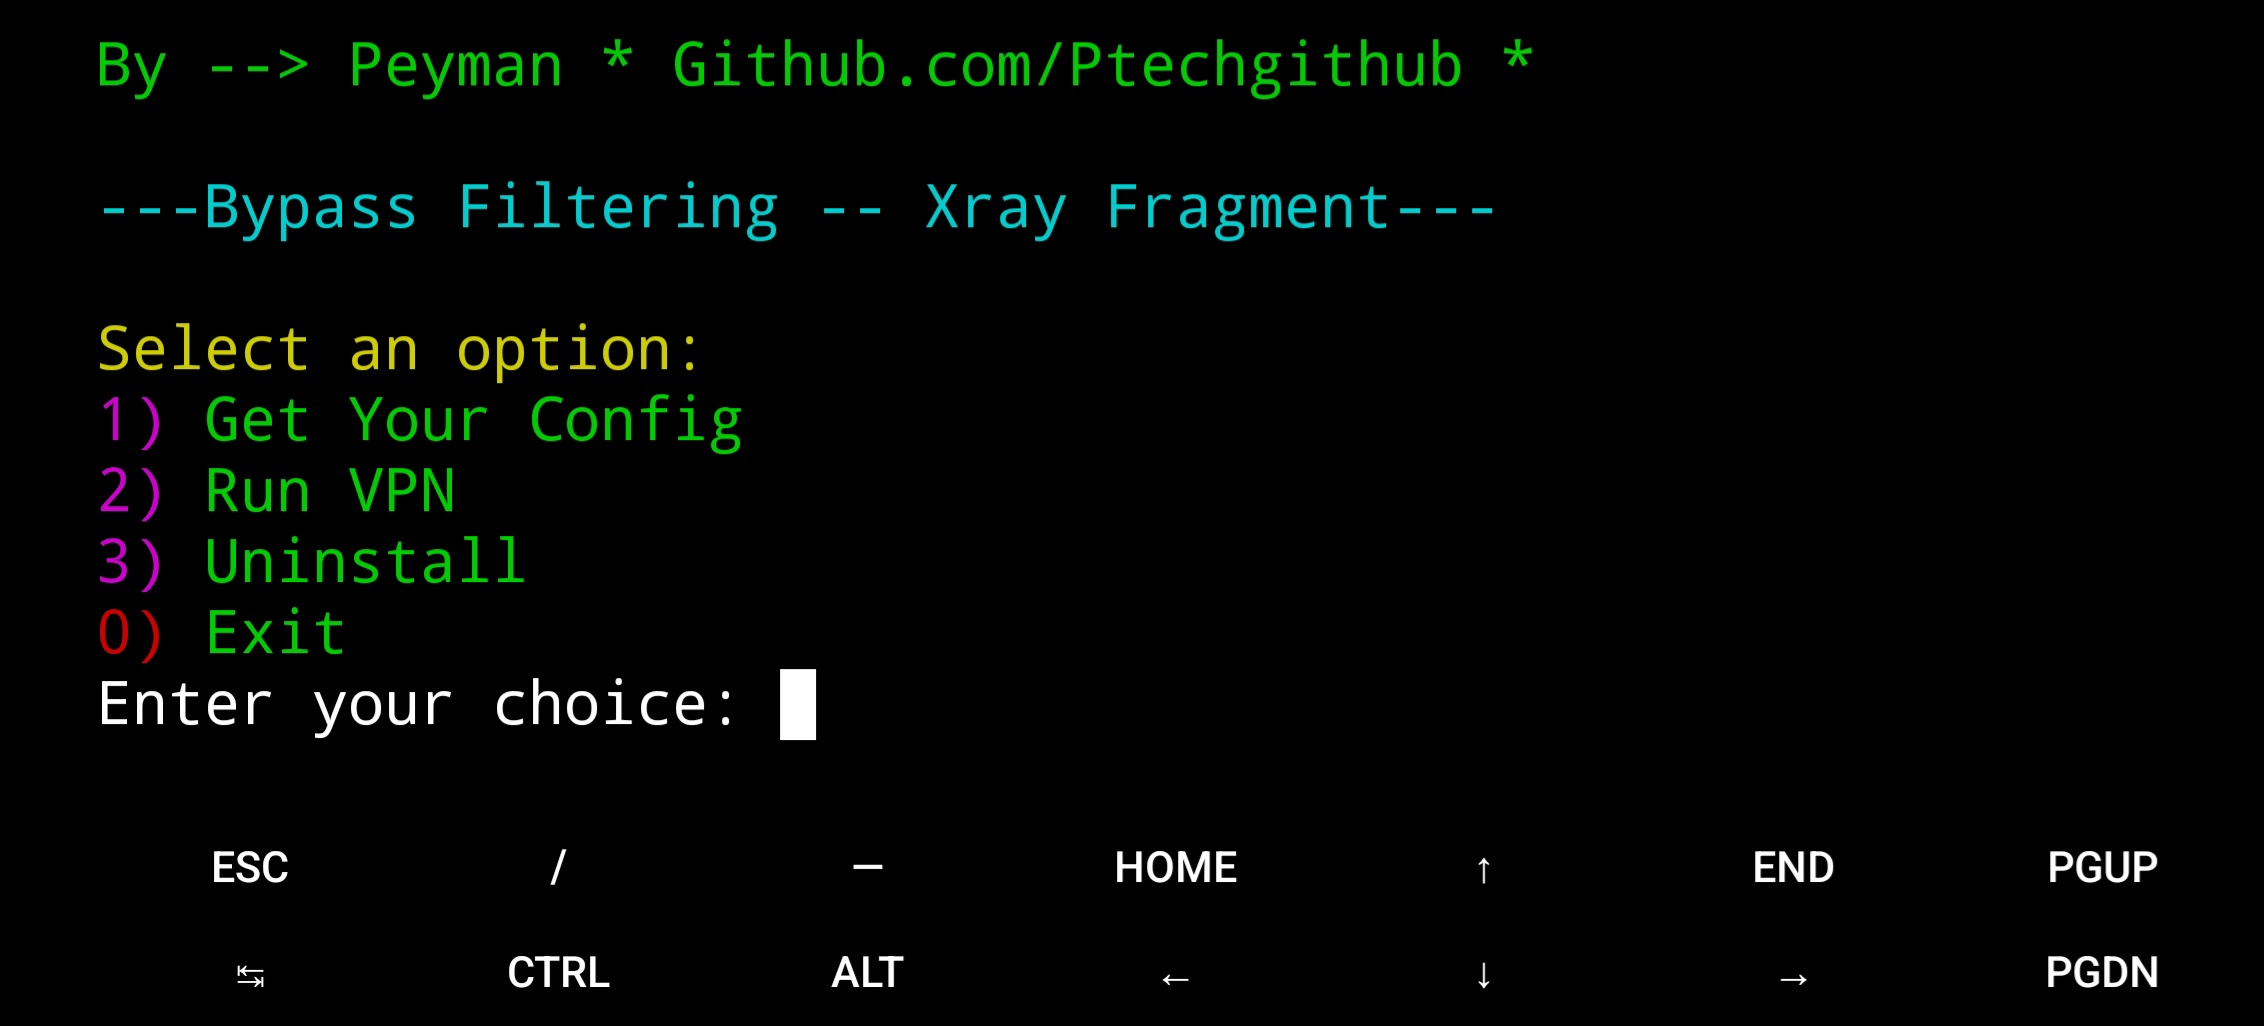 By --> Peyman * Github.com/Ptechgithub *
---Bypass Filtering -- Xray Fragment---
Select an option:
1) Get Your Config
2) Run VPN
3) Uninstall
0) Exit
Enter your choice:
ESC / — HOME ↑ END PGUP
↹ CTRL ALT ← ↓ → PGDN